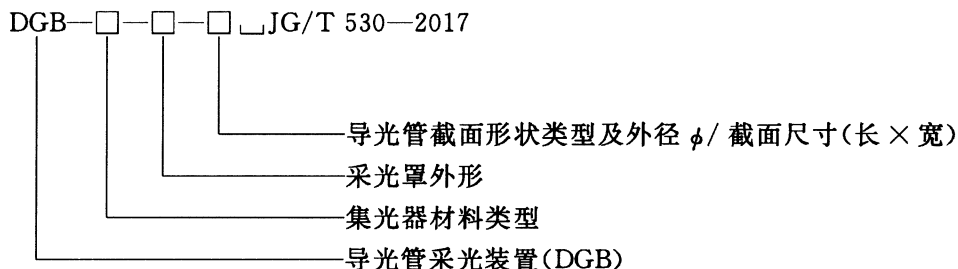 DGB—□—□—□␣JG/T 530—2017
导光管截面形状类型及外径 ϕ/ 截面尺寸(长×宽)
采光罩外形
集光器材料类型
导光管采光装置(DGB)